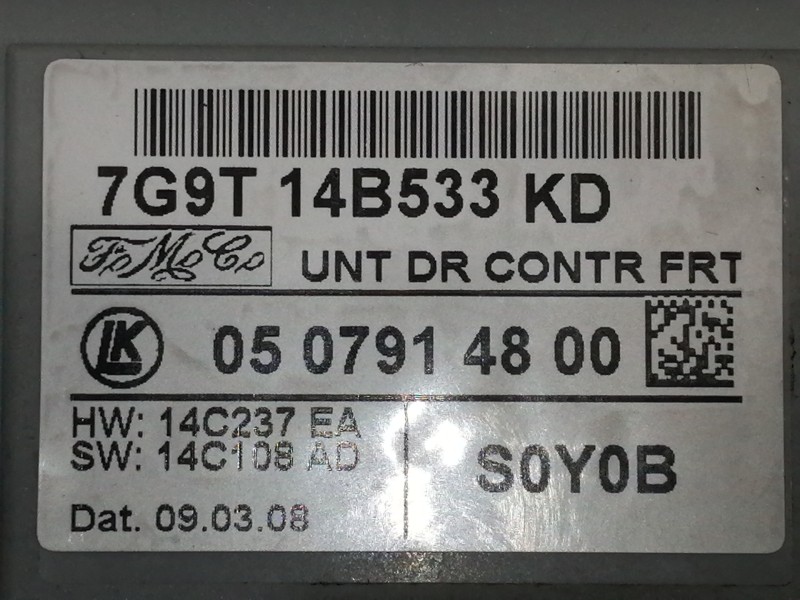 7G9T 14B533 KD
FoMoCo UNT DR CONTR FRT
LK 05 0791 48 00
HW: 14C237 EA
SW: 14C108 AD
S0Y0B
Dat. 09.03.08